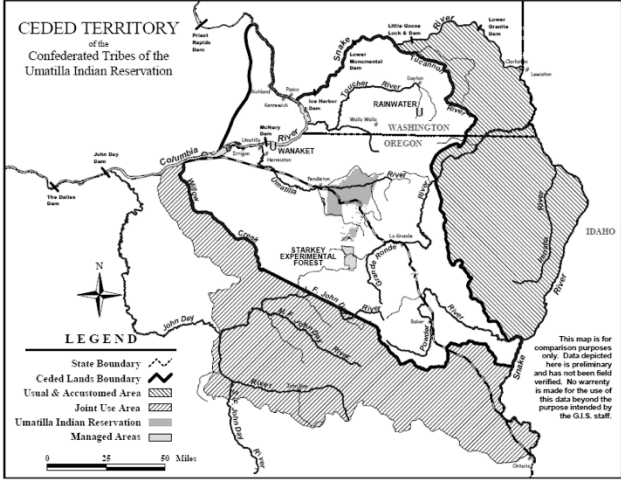 CEDED TERRITORY
of the
Confederated Tribes of the
Umatilla Indian Reservation
Priest
Rapids
Dam
Snake
River
Little Goose
Lock & Dam
River
Lower
Granite
Dam
Lower
Monumental
Dam
Tucannon
Clarkston
Lewiston
Richland
Pasco
Kennewick
Ice Harbor
Dam
Touchet River
Dayton
RAINWATER
Walla Walla
WASHINGTON
OREGON
McNary
Dam
River
Umatilla
WANAKET
Irrigon
Hermiston
John Day
Dam
Columbia
The Dalles
Dam
Willow
Creek
Umatilla
Pendleton
River
River
La Grande
Grande Ronde
River
STARKEY
EXPERIMENTAL
FOREST
IDAHO
River
Imnaha
River
Snake
N
John Day
N. F. John Day
River
M. F. John Day
River
Baker
Powder
River
River
John Day
S. F. John Day
River
Ontario
LEGEND
State Boundary
Ceded Lands Boundary
Usual & Accustomed Area
Joint Use Area
Umatilla Indian Reservation
Managed Areas
0 25 50 Miles
This map is for
comparison purposes
only. Data depicted
here is preliminary
and has not been field
verified. No warrenty
is made for the use of
this data beyond the
purpose intended by
the G.I.S. staff.